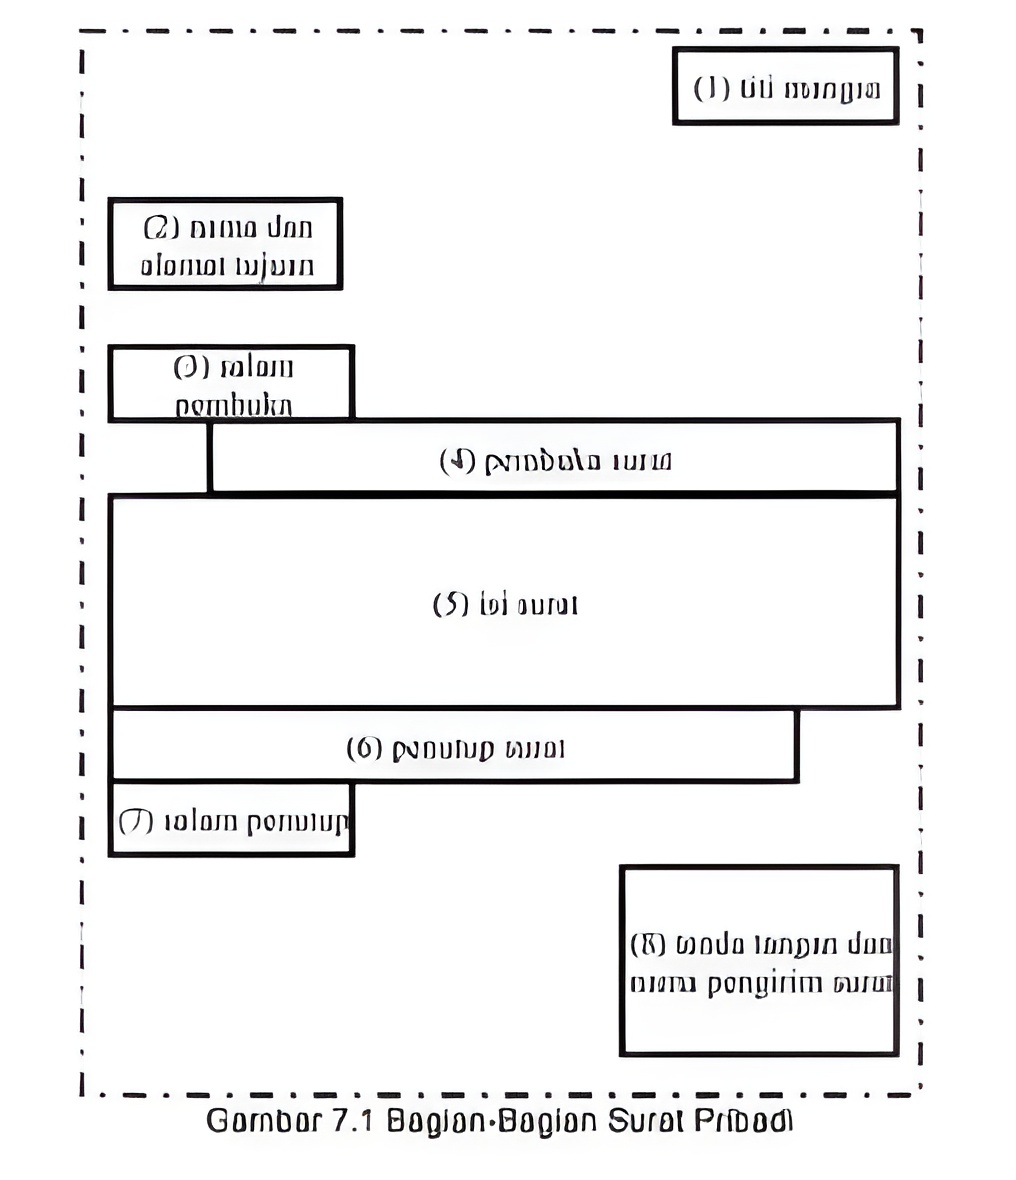 (1) titi mangsa
(2) nama dan
alamat tujuan
(3) salam
pembuka
(4) pembuka surat
(5) isi surat
(6) penutup surat
(7) salam penutup
(8) tanda tangan dan
nama pengirim surat
Gambar 7.1 Bagian-Bagian Surat Pribadi